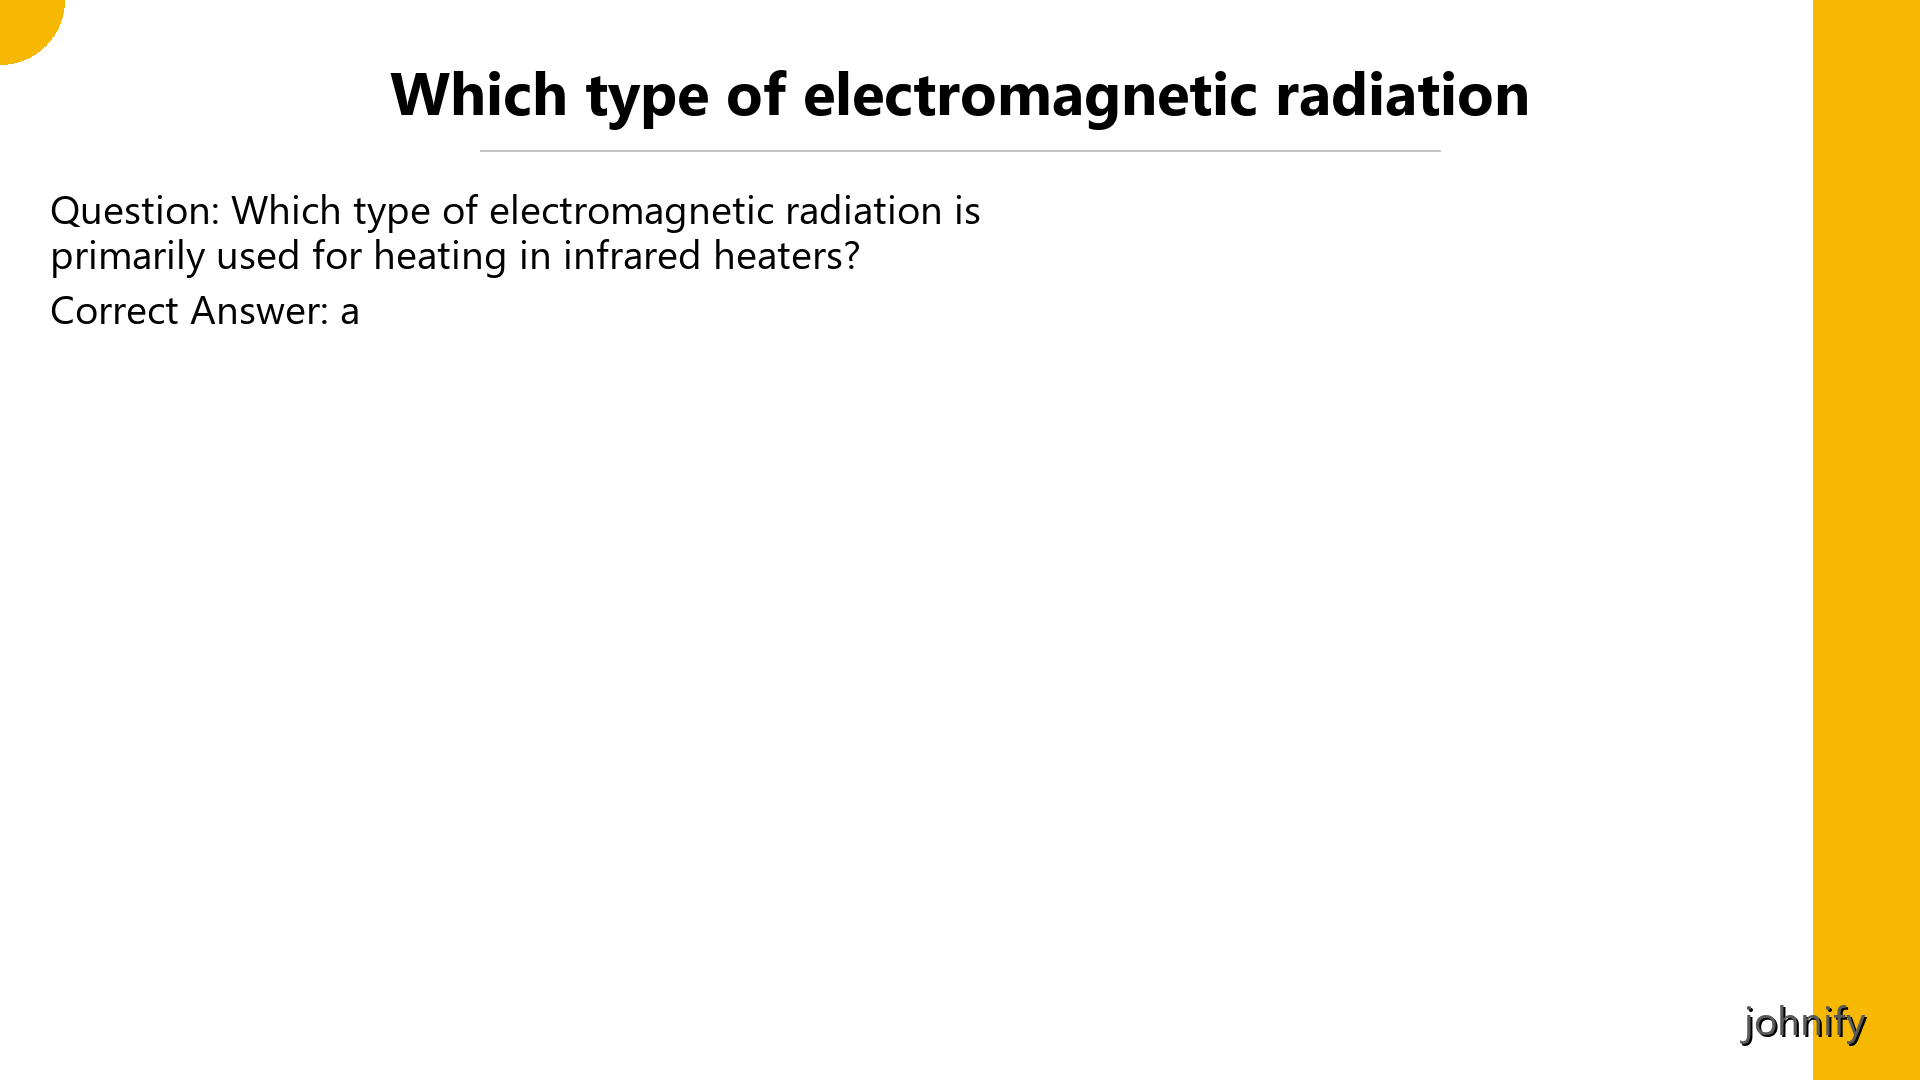 Which type of electromagnetic radiation
Question: Which type of electromagnetic radiation is
primarily used for heating in infrared heaters?
Correct Answer: a
johnify